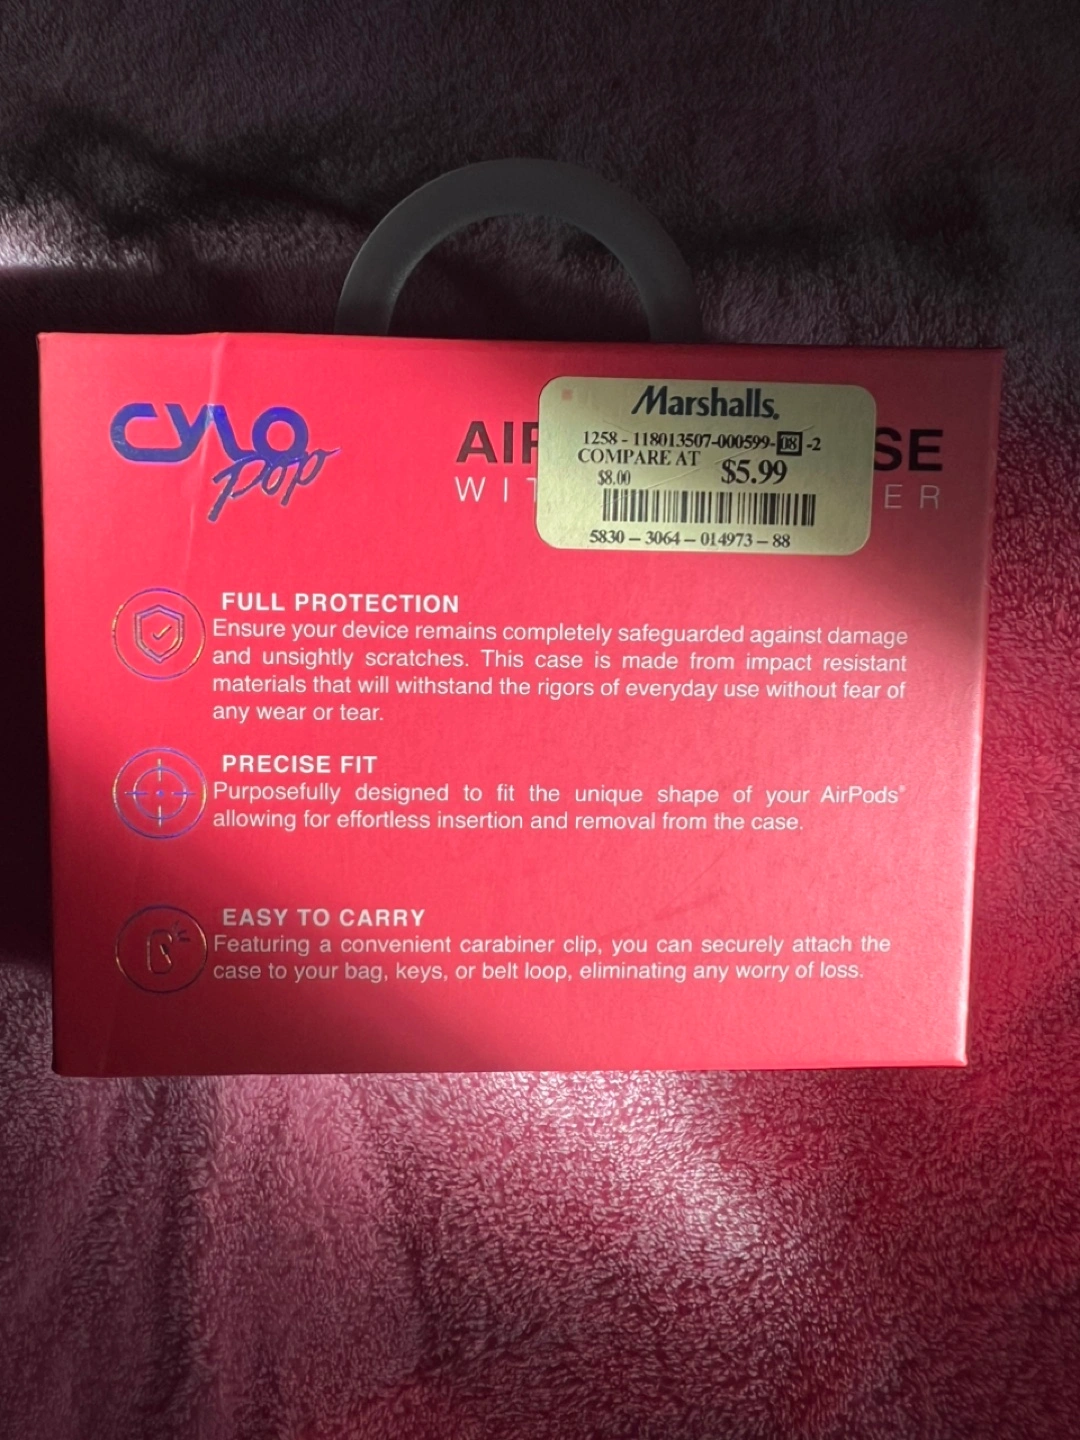 CYLO
pop
Marshalls.
1258 - 118013507-000599-08 -2
COMPARE AT $5.99
$8.00
5830 – 3064 – 014973 – 88
FULL PROTECTION
Ensure your device remains completely safeguarded against damage
and unsightly scratches. This case is made from impact resistant
materials that will withstand the rigors of everyday use without fear of
any wear or tear.
PRECISE FIT
Purposefully designed to fit the unique shape of your AirPods®
allowing for effortless insertion and removal from the case.
EASY TO CARRY
Featuring a convenient carabiner clip, you can securely attach the
case to your bag, keys, or belt loop, eliminating any worry of loss.